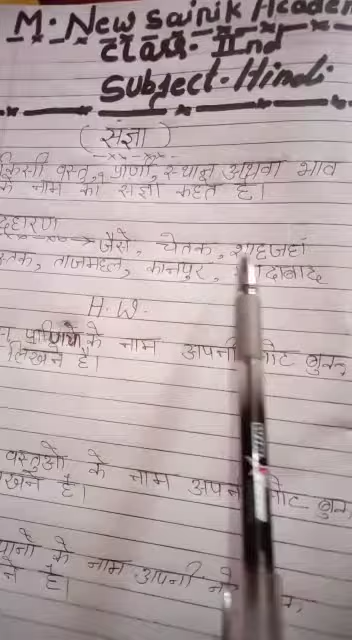 M. New Sainik Academ
Class- IInd
Subject- Hindi
(संज्ञा)
किसी वस्तु, प्राणी, स्थान अथवा भाव
के नाम को संज्ञा कहते हैं।
उदाहरण
जैसे, चेतक, शाहजहां
स्तक, ताजमहल, कानपुर, दाबाद
H.W.
के नाम अपनी नोट बुक
लिखने है।
वस्तुओं के नाम अपन नोट बुक
खने है।
थानों के नाम अपनी नो क
ने है।